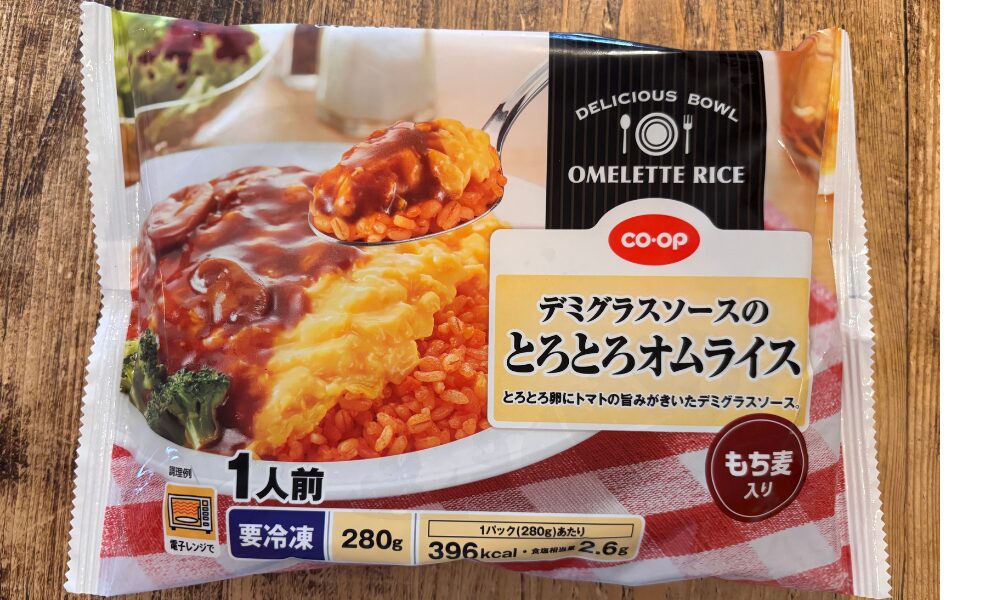 DELICIOUS BOWL
OMELETTE RICE
CO·OP
デミグラスソースの
とろとろオムライス
とろとろ卵にトマトの旨みがきいたデミグラスソース。
もち麦
入り
調理例
電子レンジで
1人前
要冷凍
280g
1パック(280g)あたり
396kcal・食塩相当量 2.6g